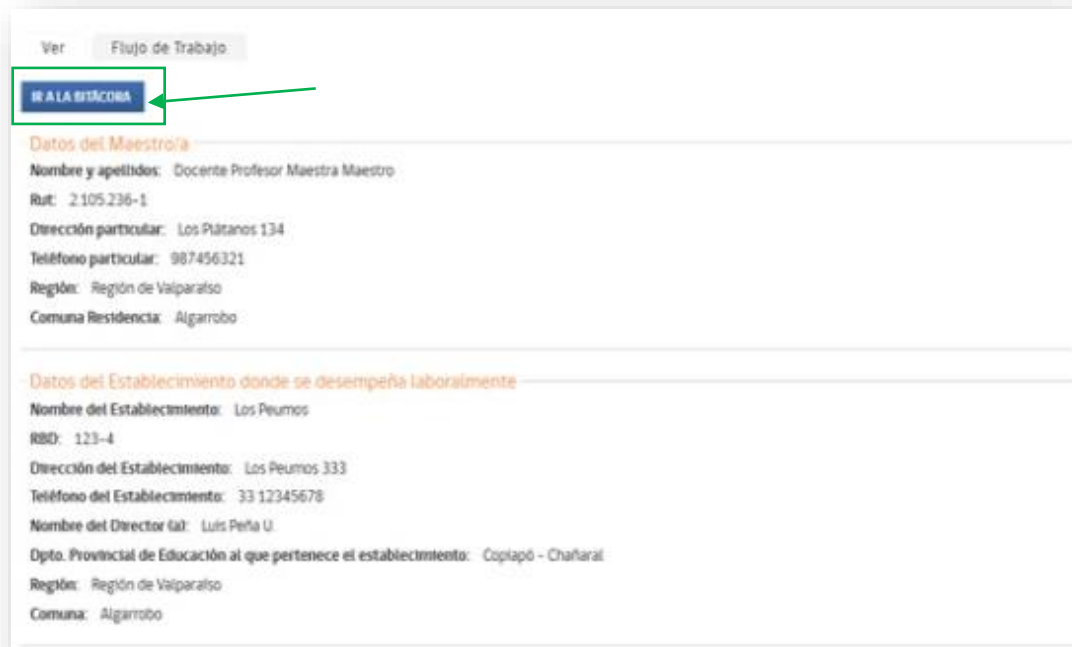 Ver Flujo de Trabajo
IR A LA BITÁCORA
Datos del Maestro/a
Nombre y apellidos: Docente Profesor Maestra Maestro
Rut: 2.105.236-1
Dirección particular: Los Plátanos 134
Teléfono particular: 987456321
Región: Región de Valparaíso
Comuna Residencia: Algarrobo
Datos del Establecimiento donde se desempeña laboralmente
Nombre del Establecimiento: Los Peumos
RBD: 123-4
Dirección del Establecimiento: Los Peumos 333
Teléfono del Establecimiento: 33 12345678
Nombre del Director (a): Luis Peña U.
Dpto. Provincial de Educación al que pertenece el establecimiento: Copiapó - Chañaral
Región: Región de Valparaíso
Comuna: Algarrobo